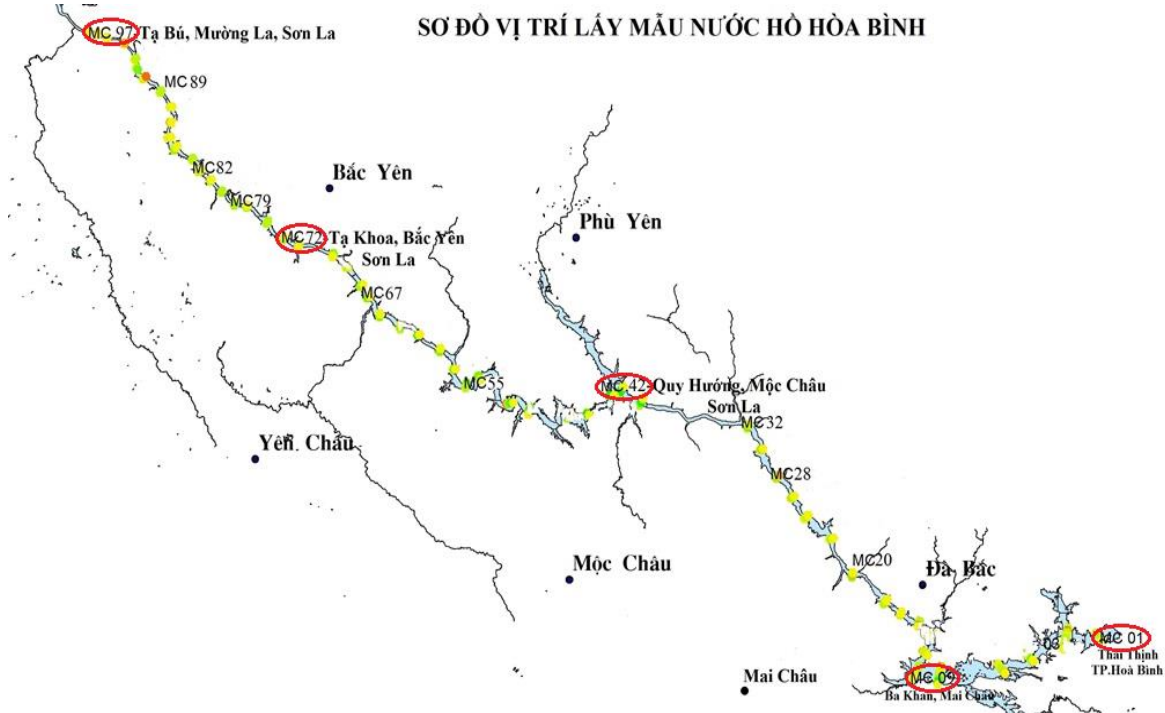 SƠ ĐỒ VỊ TRÍ LẤY MẪU NƯỚC HỒ HÒA BÌNH
MC 97 Tạ Bú, Mường La, Sơn La
MC 89
MC82
Bắc Yên
MC79
MC72-Tạ Khoa, Bắc Yên
Sơn La
Phù Yên
MC67
MC55
MC 42-Quy Hướng, Mộc Châu
Sơn La
MC32
Yên. Châu
MC28
Mộc Châu
MC20
Đà Bắc
03
MC 01
Thái Thịnh
TP.Hoà Bình
Mai Châu
MC 09
Ba Khan, Mai Châu